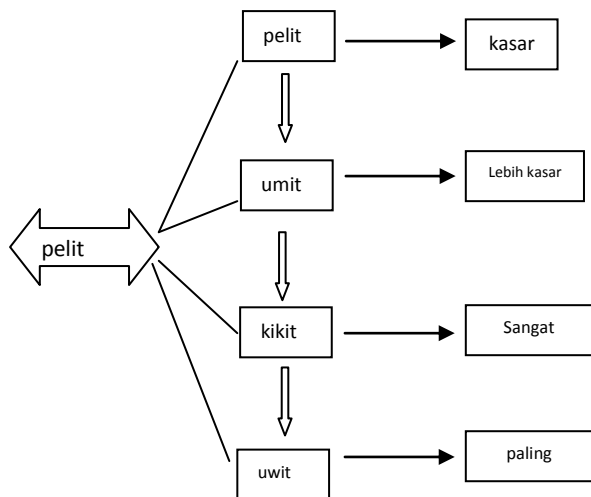 pelit
kasar
umit
Lebih kasar
pelit
kikit
Sangat
uwit
paling